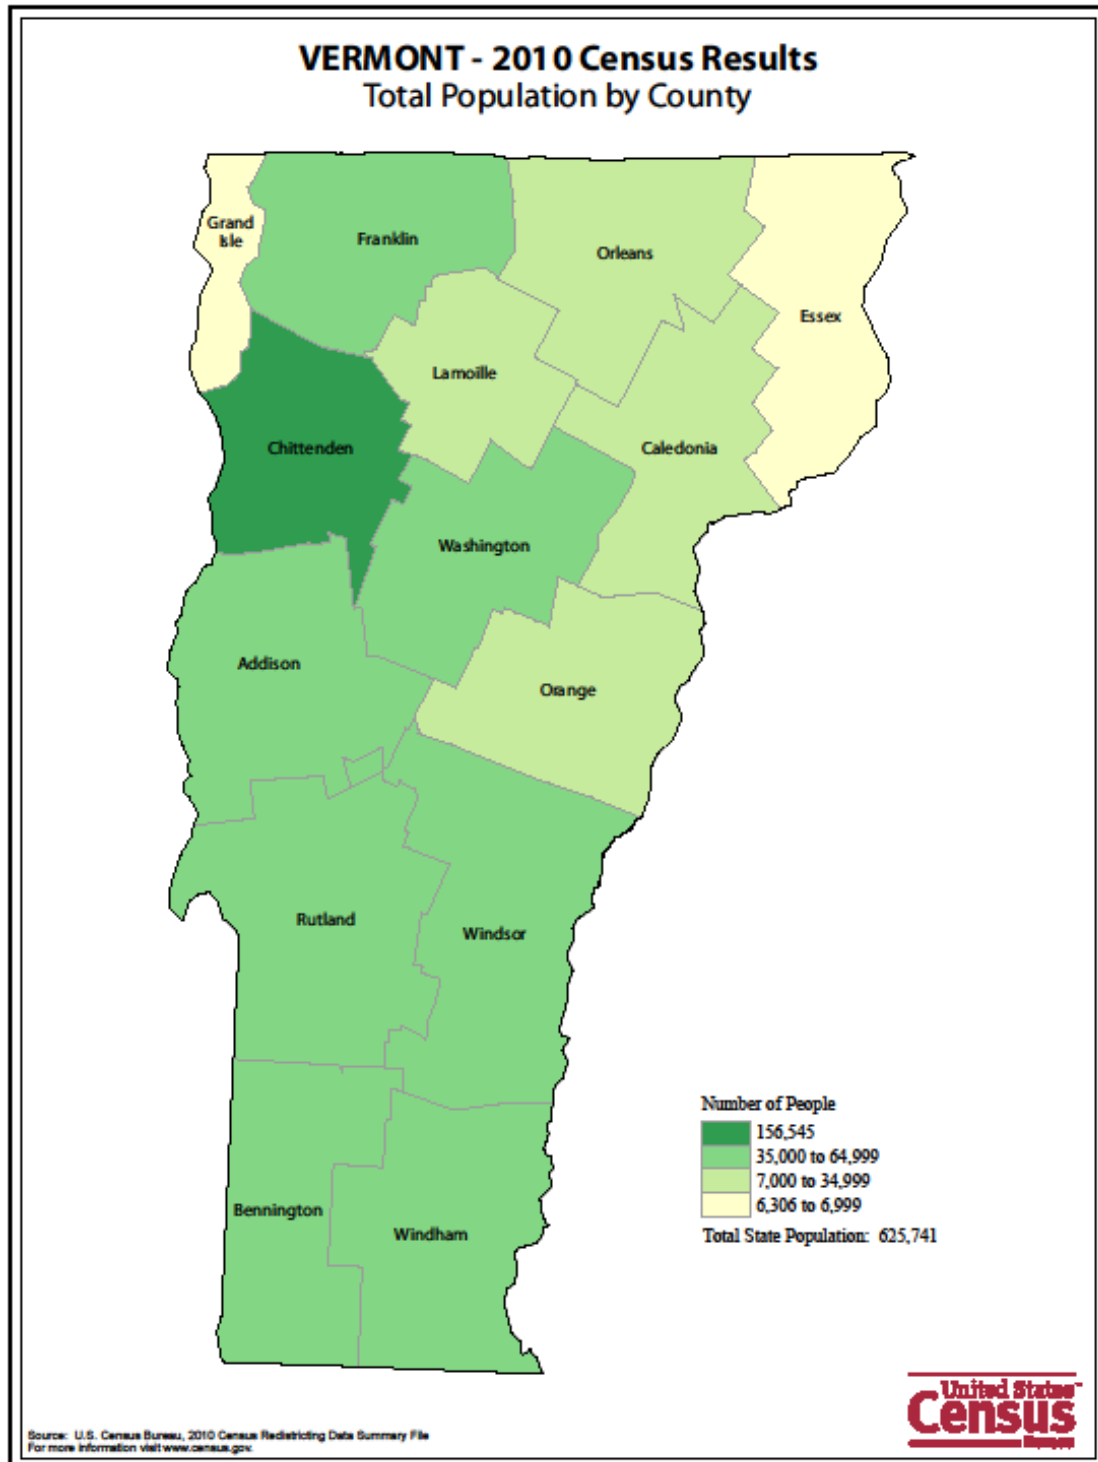 VERMONT - 2010 Census Results
Total Population by County
Grand
Isle
Franklin
Orleans
Essex
Lamoille
Chittenden
Caledonia
Washington
Addison
Orange
Rutland
Windsor
Bennington
Windham
Number of People
156,545
35,000 to 64,999
7,000 to 34,999
6,306 to 6,999
Total State Population: 625,741
United States™
Census
Bureau
Source: U.S. Census Bureau, 2010 Census Redistricting Data Summary File
For more information visit www.census.gov.